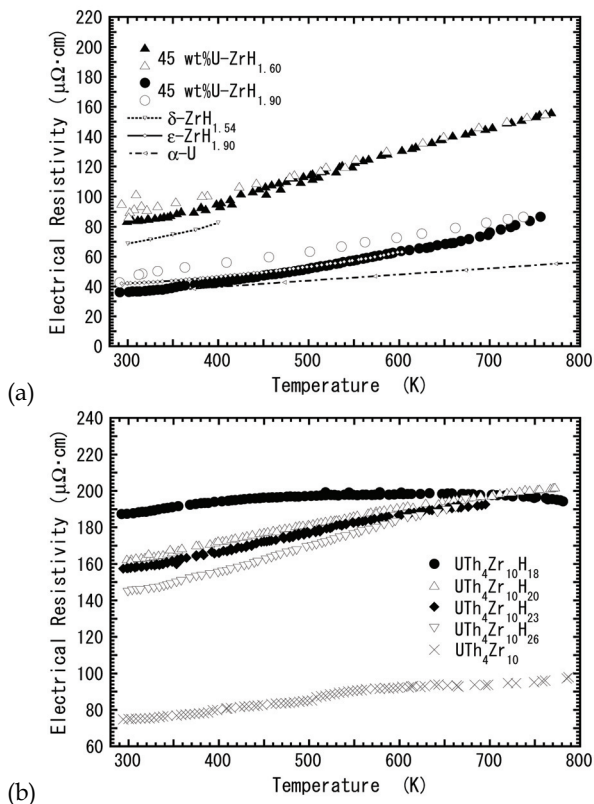 200
180
160
140
120
100
80
60
40
20
0
Electrical Resistivity (μΩ·cm)
45 wt%U-ZrH1.60
45 wt%U-ZrH1.90
δ-ZrH1.54
ε-ZrH1.90
α-U
300 400 500 600 700 800
Temperature (K)
(a)
240
220
200
180
160
140
120
100
80
60
Electrical Resistivity (μΩ·cm)
UTh4Zr10H18
UTh4Zr10H20
UTh4Zr10H23
UTh4Zr10H26
UTh4Zr10
300 400 500 600 700 800
Temperature (K)
(b)